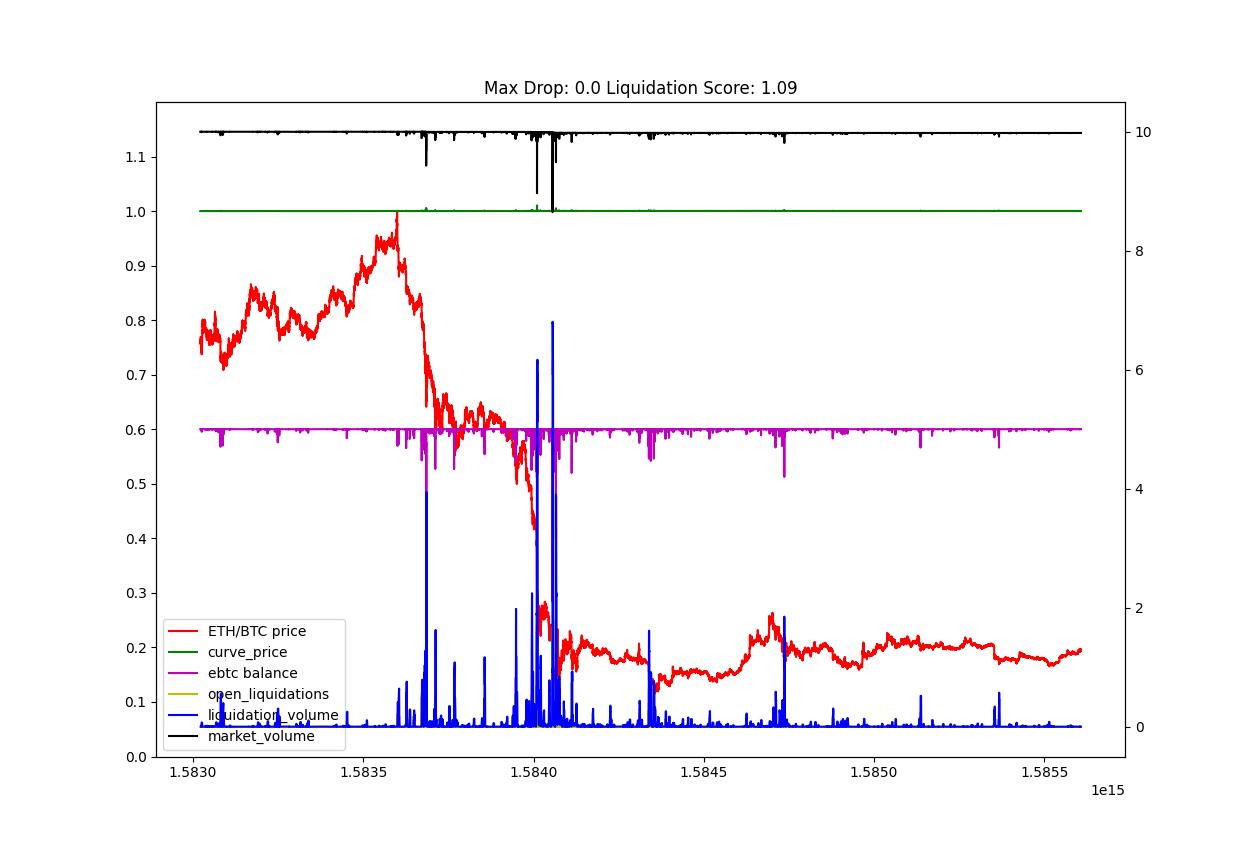 Max Drop: 0.0 Liquidation Score: 1.09
1.1
1.0
0.9
0.8
0.7
0.6
0.5
0.4
0.3
0.2
0.1
0.0
10
8
6
4
2
0
ETH/BTC price
curve_price
ebtc balance
open_liquidations
liquidation_volume
market_volume
1.5830 1.5835 1.5840 1.5845 1.5850 1.5855
1e15